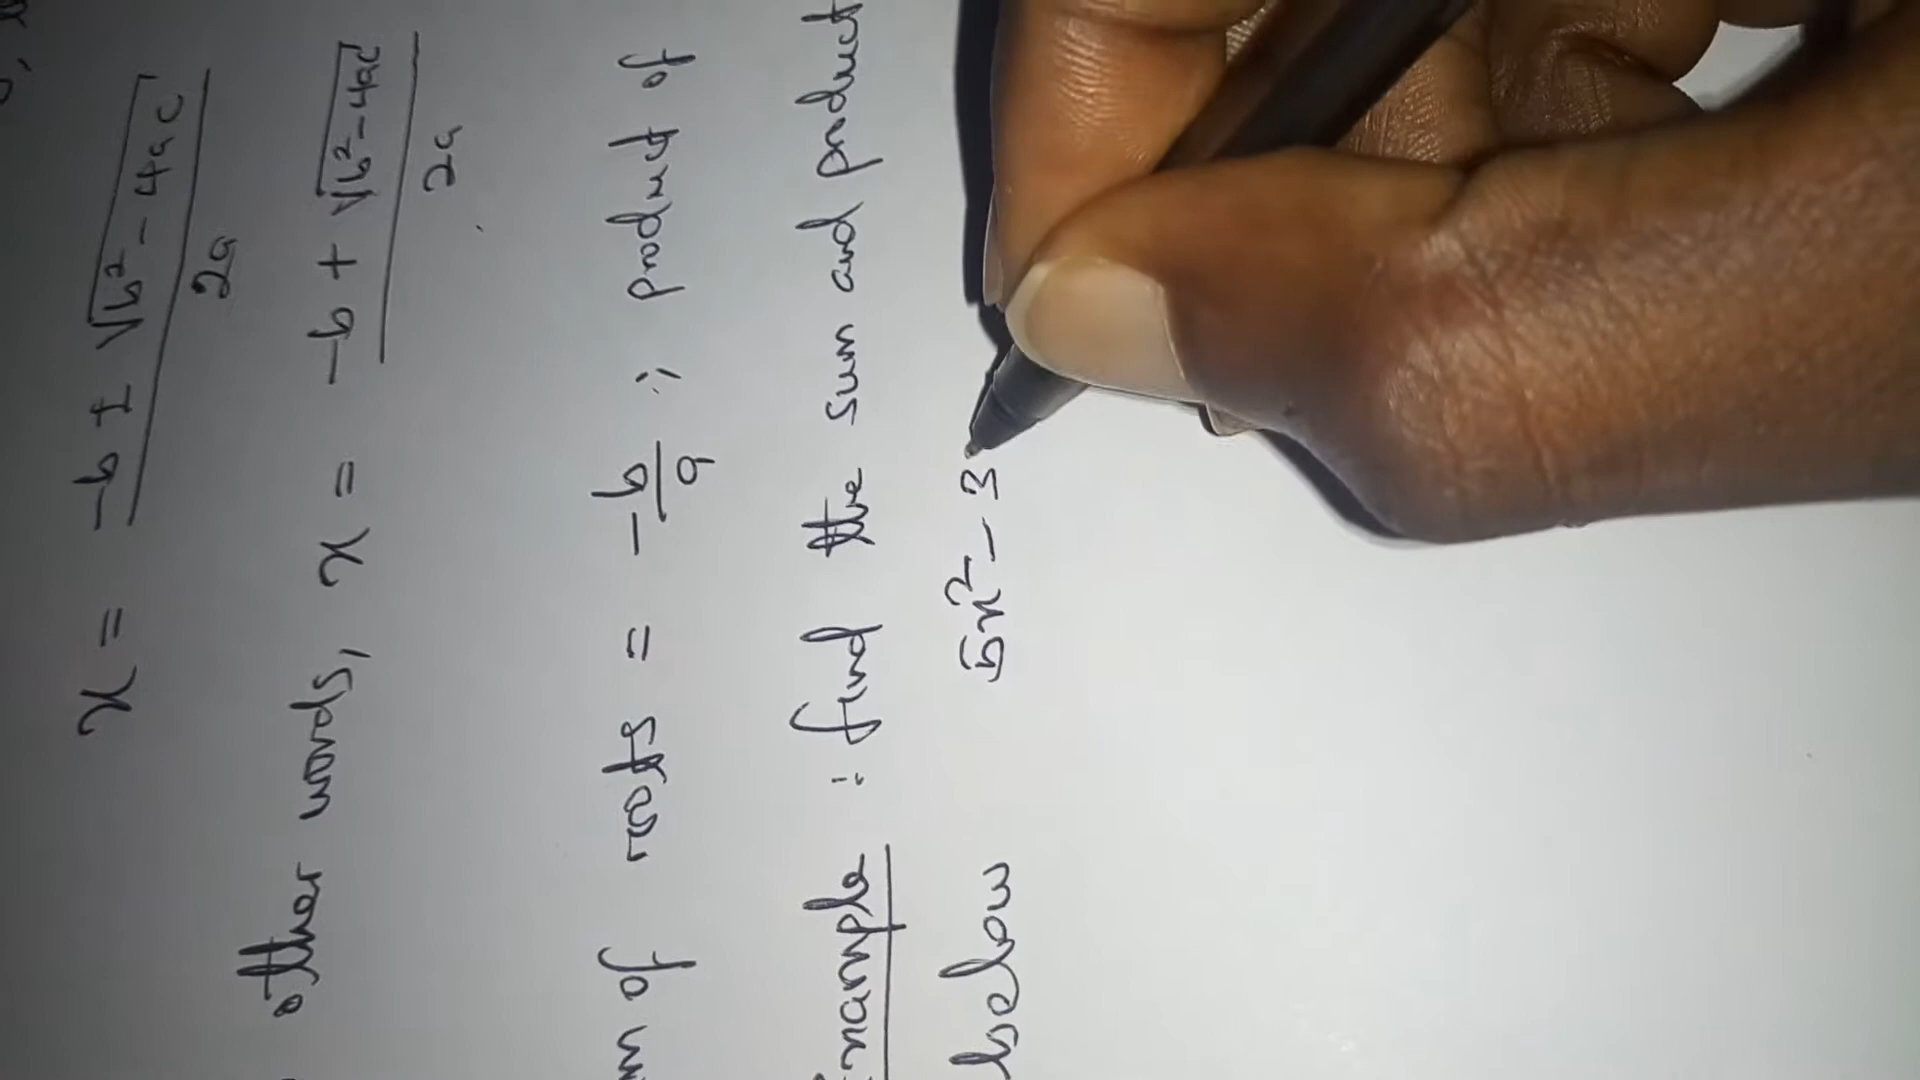 x = -b ± √b² - 4ac / 2a
other words, x = -b + √b² - 4ac / 2a
of roots = -b/a ; product of
: find the sum and product
below 5x² - 3